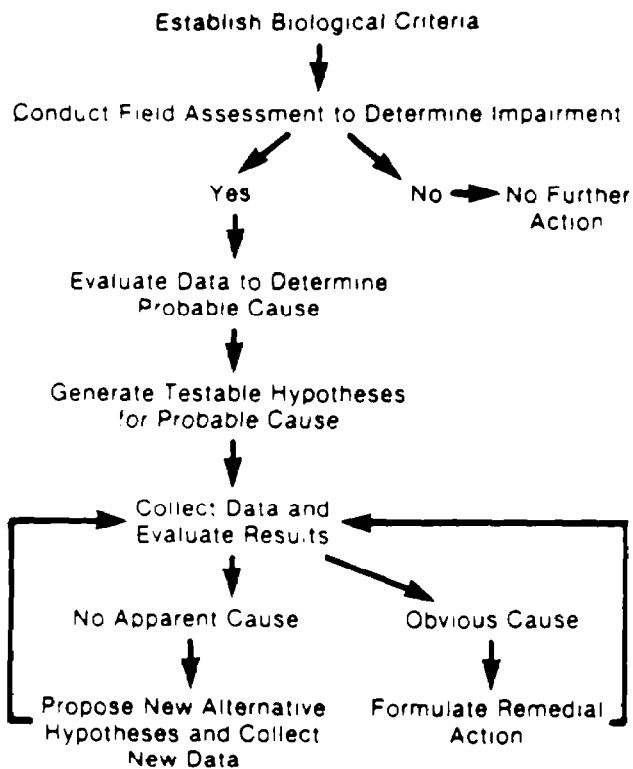 Establish Biological Criteria
Conduct Field Assessment to Determine Impairment
Yes
No
No Further
Action
Evaluate Data to Determine
Probable Cause
Generate Testable Hypotheses
for Probable Cause
Collect Data and
Evaluate Results
No Apparent Cause
Obvious Cause
Propose New Alternative
Hypotheses and Collect
New Data
Formulate Remedial
Action